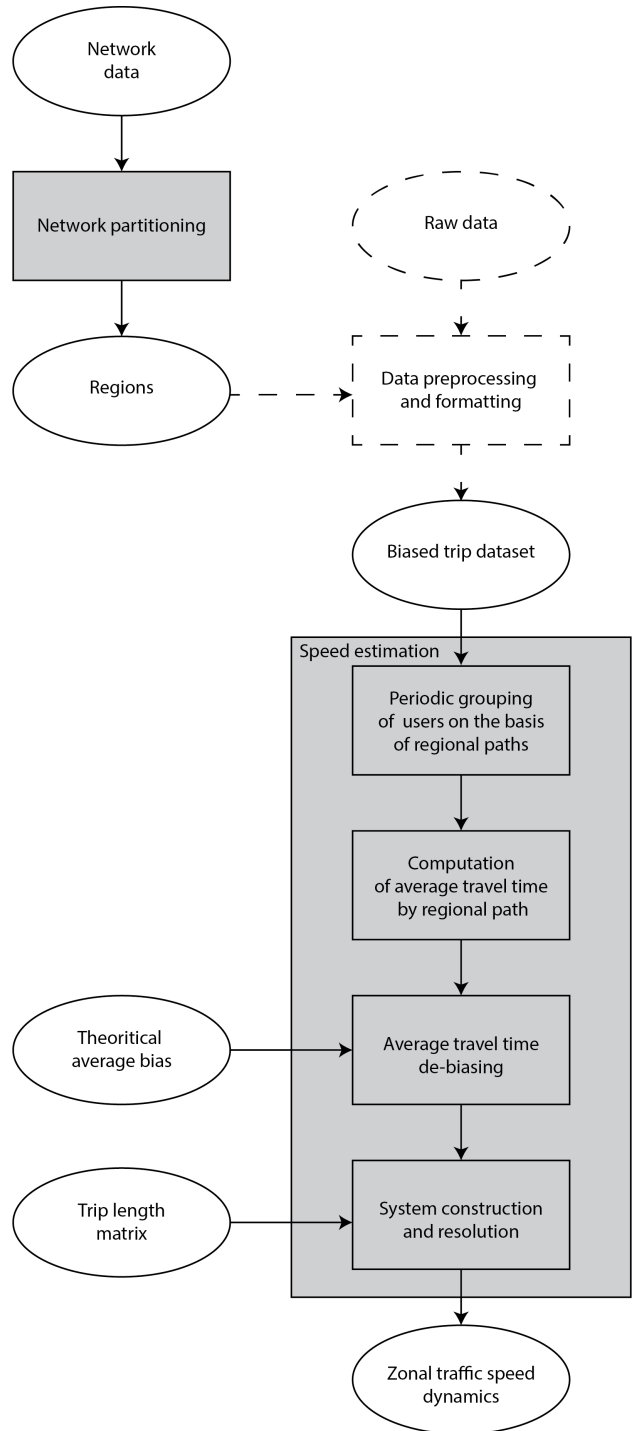 Network
data
Network partitioning
Raw data
Regions
Data preprocessing
and formatting
Biased trip dataset
Speed estimation
Periodic grouping
of users on the basis
of regional paths
Computation
of average travel time
by regional path
Theoritical
average bias
Average travel time
de-biasing
Trip length
matrix
System construction
and resolution
Zonal traffic speed
dynamics